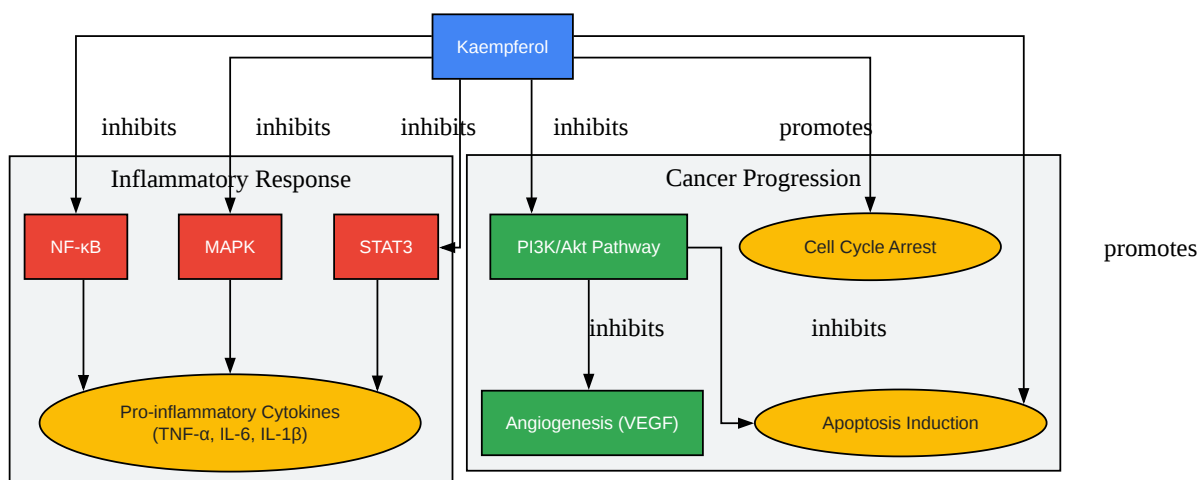 Kaempferol
inhibits
inhibits
inhibits
inhibits
promotes
Inflammatory Response
Cancer Progression
NF-κB
MAPK
STAT3
PI3K/Akt Pathway
Cell Cycle Arrest
promotes
inhibits
inhibits
Pro-inflammatory Cytokines
(TNF-α, IL-6, IL-1β)
Angiogenesis (VEGF)
Apoptosis Induction